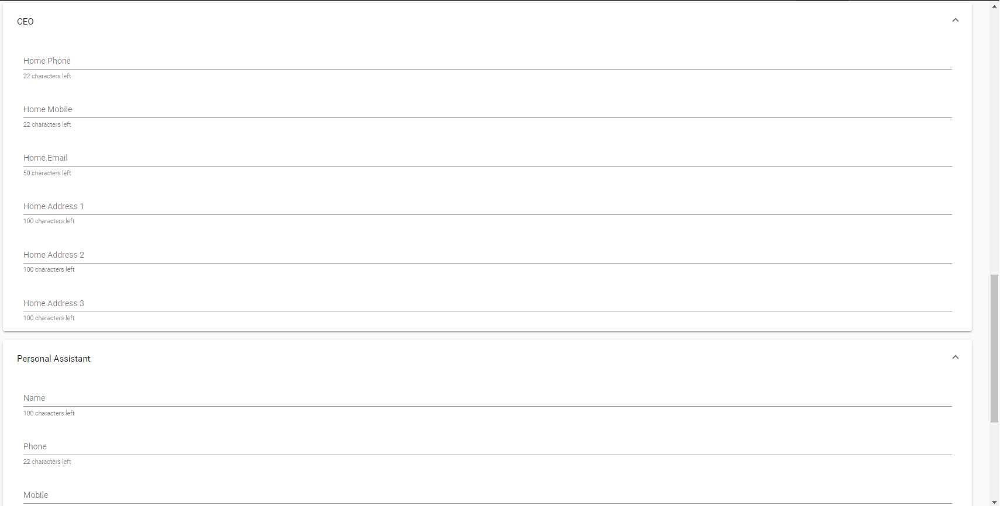 CEO
Home Phone
22 characters left
Home Mobile
22 characters left
Home Email
50 characters left
Home Address 1
100 characters left
Home Address 2
100 characters left
Home Address 3
100 characters left
Personal Assistant
Name
100 characters left
Phone
22 characters left
Mobile